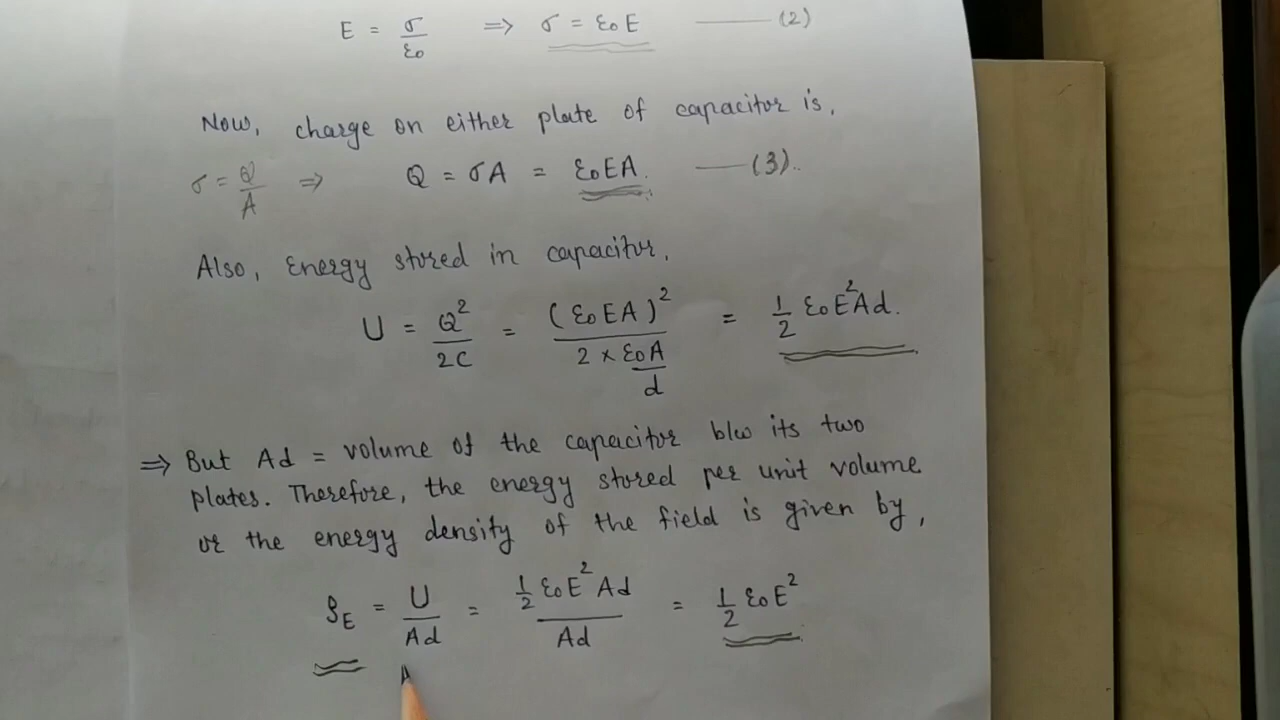 E = σ/ε₀ ⇒ σ = ε₀E —— (2)
Now, charge on either plate of capacitor is,
σ = Q/A ⇒ Q = σA = ε₀EA. —— (3).
Also, Energy stored in capacitor,
U = Q²/2C = (ε₀EA)²/(2 × ε₀A/d) = 1/2 ε₀E²Ad.
⇒ But Ad = volume of the capacitor b/w its two
plates. Therefore, the energy stored per unit volume
or the energy density of the field is given by,
ρ_E = U/Ad = (1/2 ε₀E²Ad)/Ad = 1/2 ε₀E²